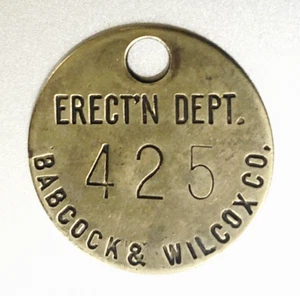 ERECT'N DEPT.
425
BABCOCK & WILCOX CO.